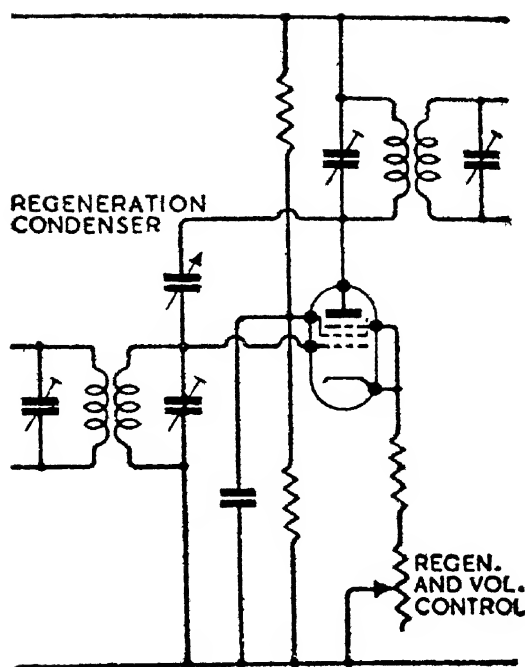 REGENERATION
CONDENSER
REGEN.
AND VOL.
CONTROL